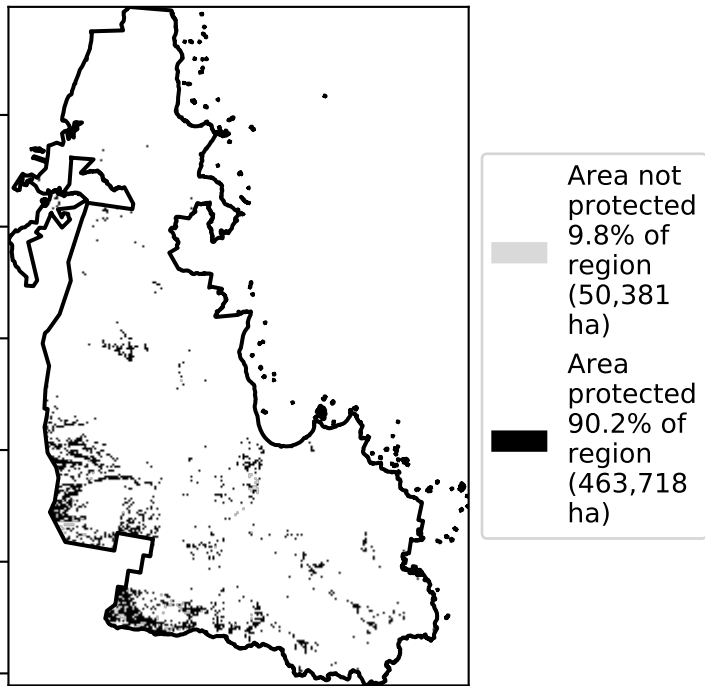 Area not
protected
9.8% of
region
(50,381
ha)
Area
protected
90.2% of
region
(463,718
ha)